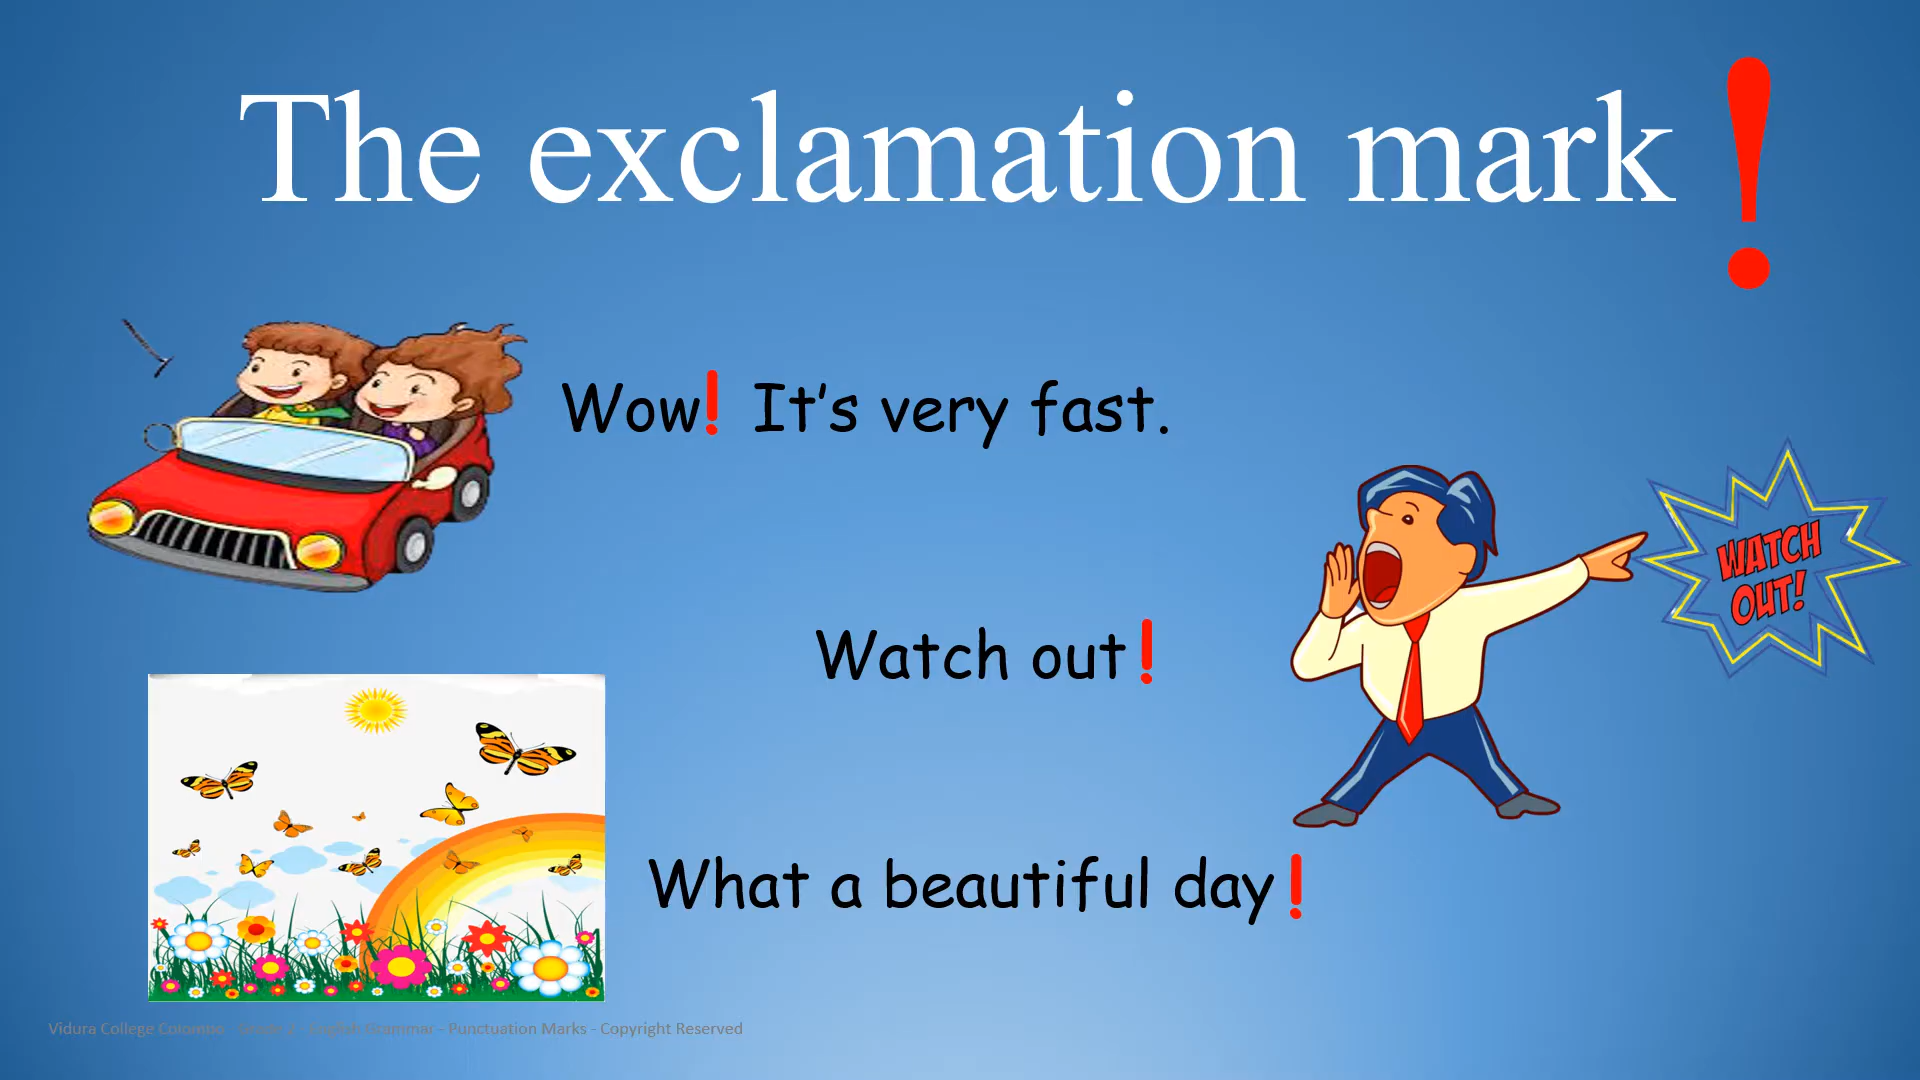 The exclamation mark!
Wow! It's very fast.
WATCH
OUT!
Watch out!
What a beautiful day!
Vidura College Colombo - Grade 2 - English Grammar - Punctuation Marks - Copyright Reserved